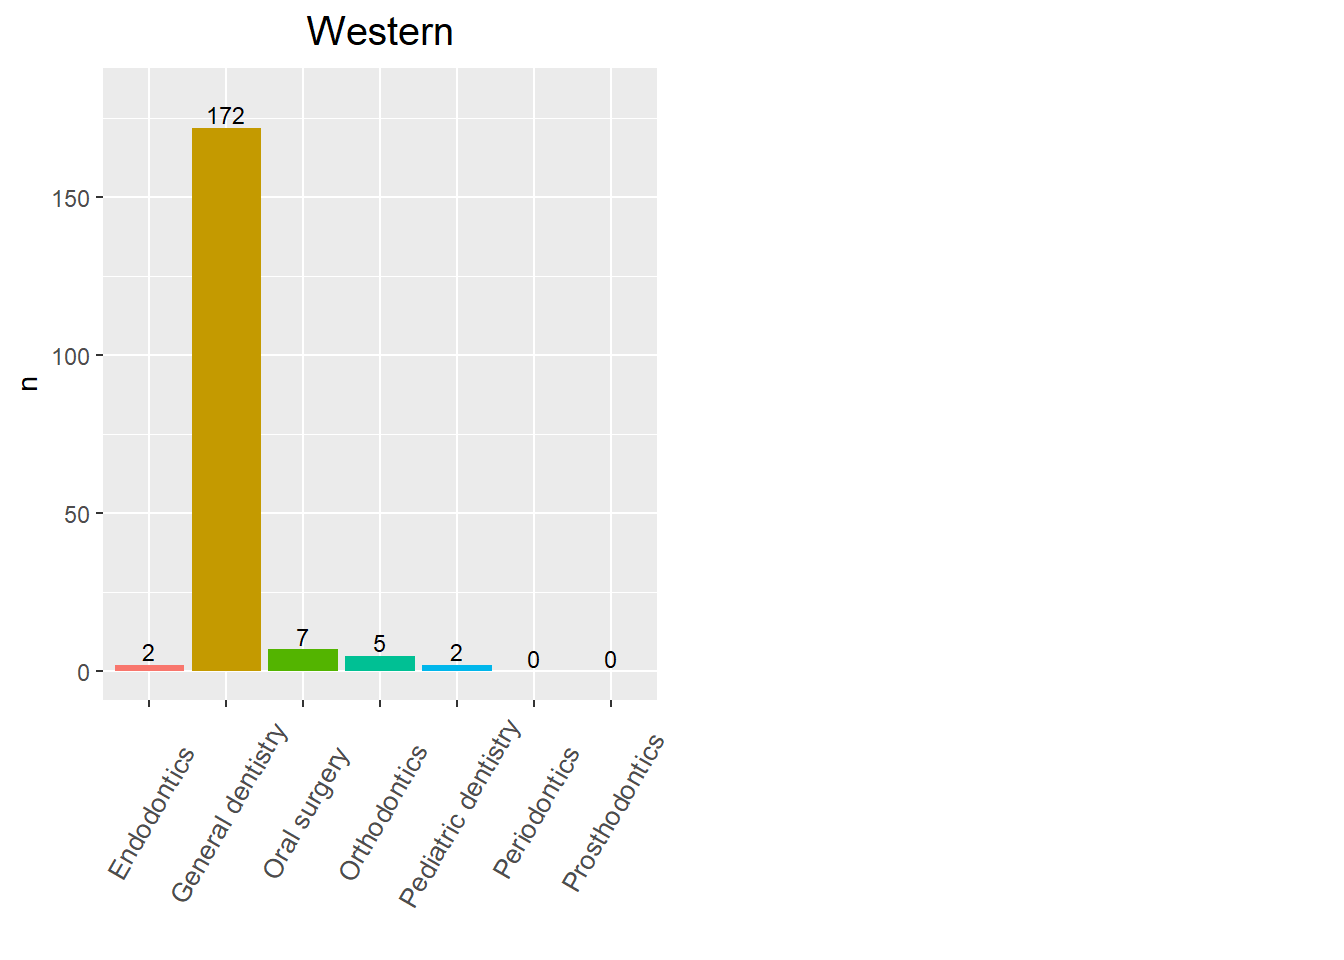 Western
172
150
100
n
50
7
5
2
2
0
0
0
Endodontics
General dentistry
Oral surgery
Orthodontics
Pediatric dentistry
Periodontics
Prosthodontics